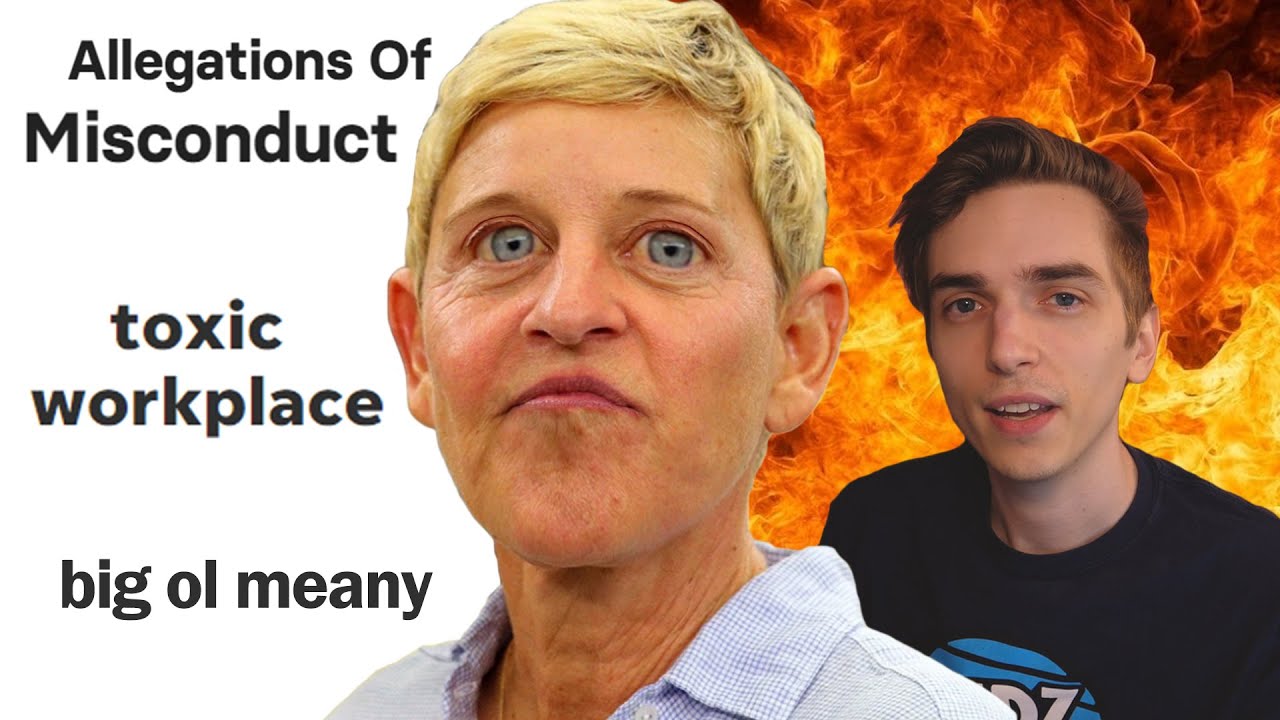 Allegations Of
Misconduct
toxic
workplace
big ol meany